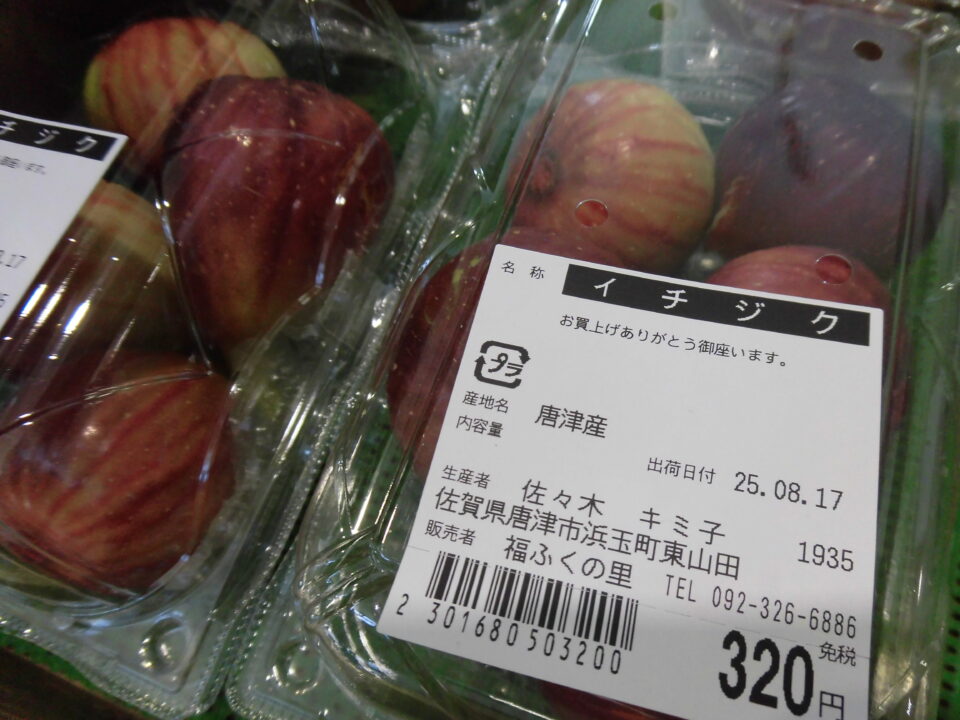 チジク
.17
名称 イチジク
お買上げありがとう御座います。
プラ
産地名 唐津産
内容量
出荷日付 25.08.17
生産者 佐々木 キミ子
佐賀県唐津市浜玉町東山田 1935
販売者 福ふくの里
TEL 092-326-6886
2 301680 503200
320円 免税